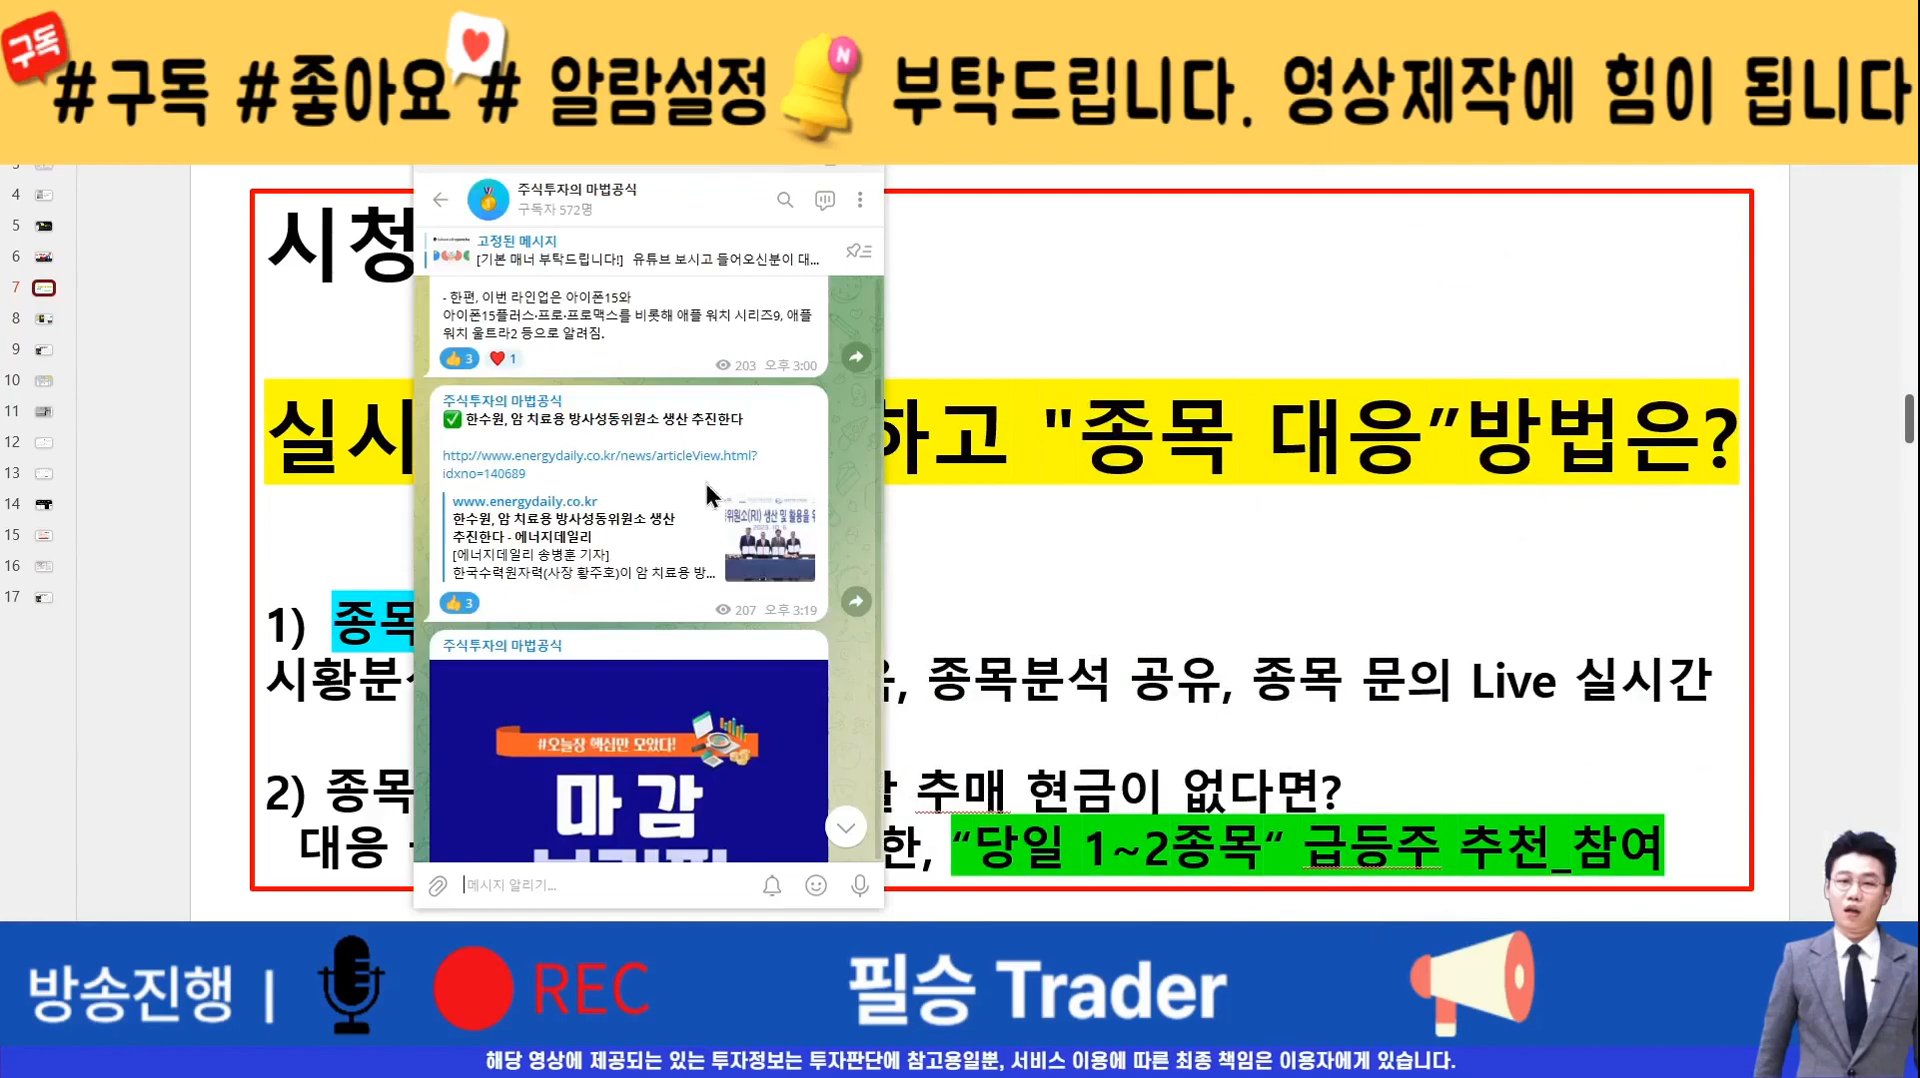 구독
N
#구독 #좋아요 # 알람설정 부탁드립니다. 영상제작에 힘이 됩니다
4
5
6
7
8
9
10
11
12
13
14
15
16
17
시청
실시
하고 "종목 대응”방법은?
1) 종목
시황분
, 종목분석 공유, 종목 문의 Live 실시간
2) 종목
추매 현금이 없다면?
대응
한, “당일 1~2종목“ 급등주 추천_참여
주식투자의 마법공식
구독자 572명
고정된 메시지
[기본 매너 부탁드립니다!] 유튜브 보시고 들어오신분이 대...
- 한편, 이번 라인업은 아이폰15와
아이폰15플러스·프로·프로맥스를 비롯해 애플 워치 시리즈9, 애플
워치 울트라2 등으로 알려짐.
3 1
203 오후 3:00
주식투자의 마법공식
한수원, 암 치료용 방사성동위원소 생산 추진한다
http://www.energydaily.co.kr/news/articleView.html?
idxno=140689
www.energydaily.co.kr
한수원, 암 치료용 방사성동위원소 생산
추진한다 - 에너지데일리
[에너지데일리 송병훈 기자]
한국수력원자력(사장 황주호)이 암 치료용 방...
위원소(RI) 생산 및 활용을
3
207 오후 3:19
주식투자의 마법공식
#오늘장 핵심만 모았다!
마감
메시지 알리기...
방송진행 |
REC
필승 Trader
해당 영상에 제공되는 있는 투자정보는 투자판단에 참고용일뿐, 서비스 이용에 따른 최종 책임은 이용자에게 있습니다.